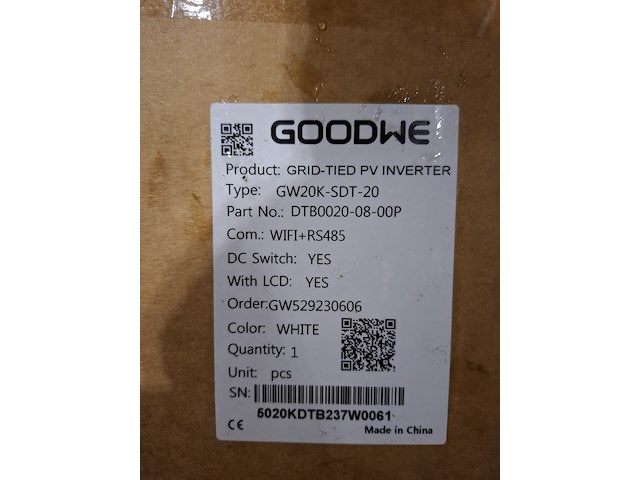 GOODWE
Product: GRID-TIED PV INVERTER
Type: GW20K-SDT-20
Part No.: DTB0020-08-00P
Com.: WIFI+RS485
DC Switch: YES
With LCD: YES
Order:GW529230606
Color: WHITE
Quantity: 1
Unit: pcs
SN:
5020KDTB237W0061
CE Made in China